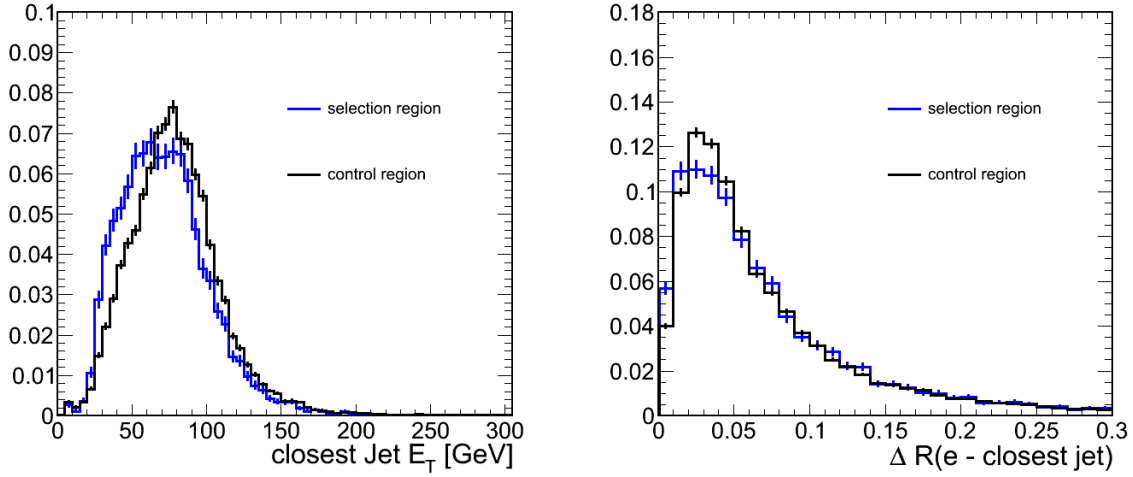 0.1
0.09
0.08
0.07
0.06
0.05
0.04
0.03
0.02
0.01
0
selection region
control region
0 50 100 150 200 250 300
closest Jet E_T [GeV]
0.18
0.16
0.14
0.12
0.1
0.08
0.06
0.04
0.02
0
selection region
control region
0 0.05 0.1 0.15 0.2 0.25 0.3
Δ R(e - closest jet)